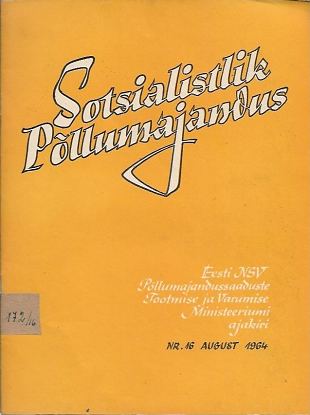 Sotsialistlik
Põllumajandus
Eesti NSV
Põllumajandussaaduste
Tootmise ja Varumise
Ministeeriumi
ajakiri
NR. 16 AUGUST 1964
172/16